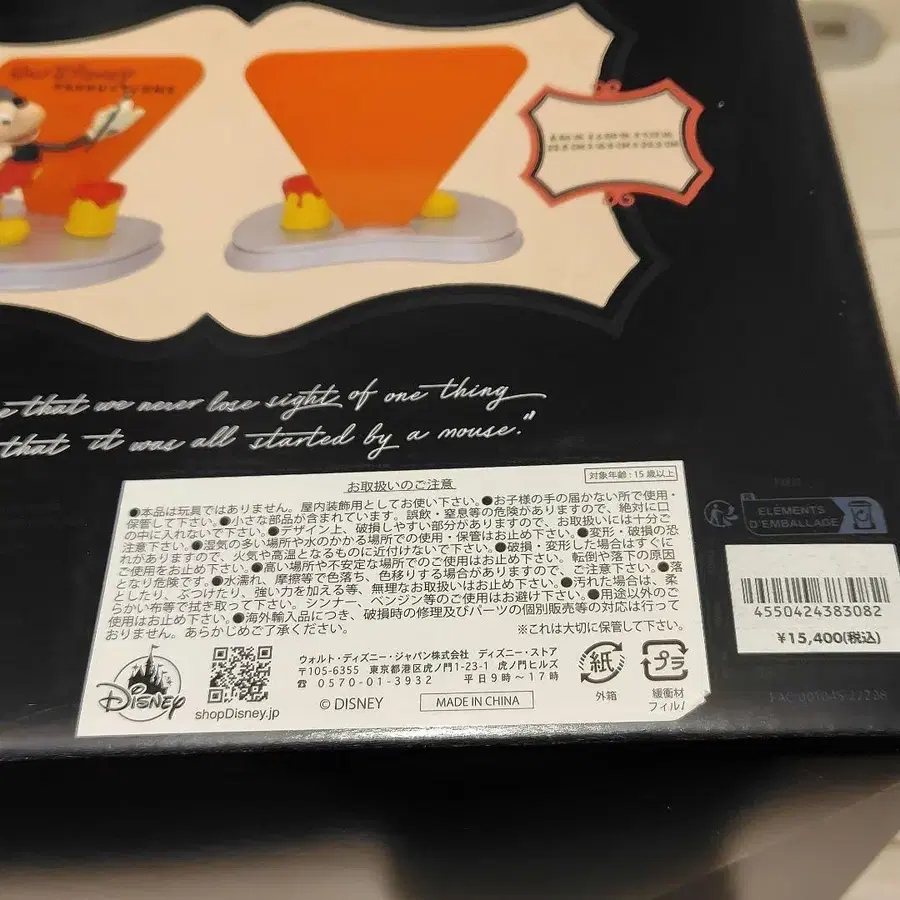 WALT DISNEY
PRODUCTIONS
e that we never lose sight of one thing
that it was all started by a mouse."
お取扱いのご注意
対象年齢:15歳以上
●本品は玩具ではありません。屋内装飾用としてお使い下さい。●お子様の手の届かない所で使用・
保管して下さい。●小さな部品が含まれています。誤飲・窒息等の危険がありますので、絶対に口
の中に入れないで下さい。●デザイン上、破損しやすい部分がありますので、お取扱いには十分ご
注意下さい。●湿気の多い場所や水のかかる場所での使用・保管はお止め下さい。●変形・破損の恐
れがありますので、火気や高温となるものに近付けないで下さい。●破損・変形した場合はすぐに
ご使用をお止め下さい。●高い場所や不安定な場所でのご使用はお止め下さい。転倒や落下の原因
となり危険です。●水濡れ、摩擦等で色落ち、色移りする場合がありますので、ご注意下さい。●落
としたり、ぶつけたり、強い力を加える等、無理なお取扱いはお止め下さい。●汚れた場合は、柔
らかい布等で拭き取って下さい。シンナー、ベンジン等のご使用はお避け下さい。●用途以外のご
使用はお止め下さい。●海外輸入品につき、破損時の修理及びパーツの個別販売等の対応は行って
おりません。あらかじめご了承ください。
※これは大切に保管して下さい。
Disney
shopDisney.jp
ウォルト・ディズニー・ジャパン株式会社 ディズニー・ストア
〒105-6355 東京都港区虎ノ門1-23-1 虎ノ門ヒルズ
☎0570-01-3932 平日9時~17時
© DISNEY
MADE IN CHINA
紙
外箱
プラ
緩衝材
フィルム
ELEMENTS
D'EMBALLAGE
4550424383082
¥15,400(税込)